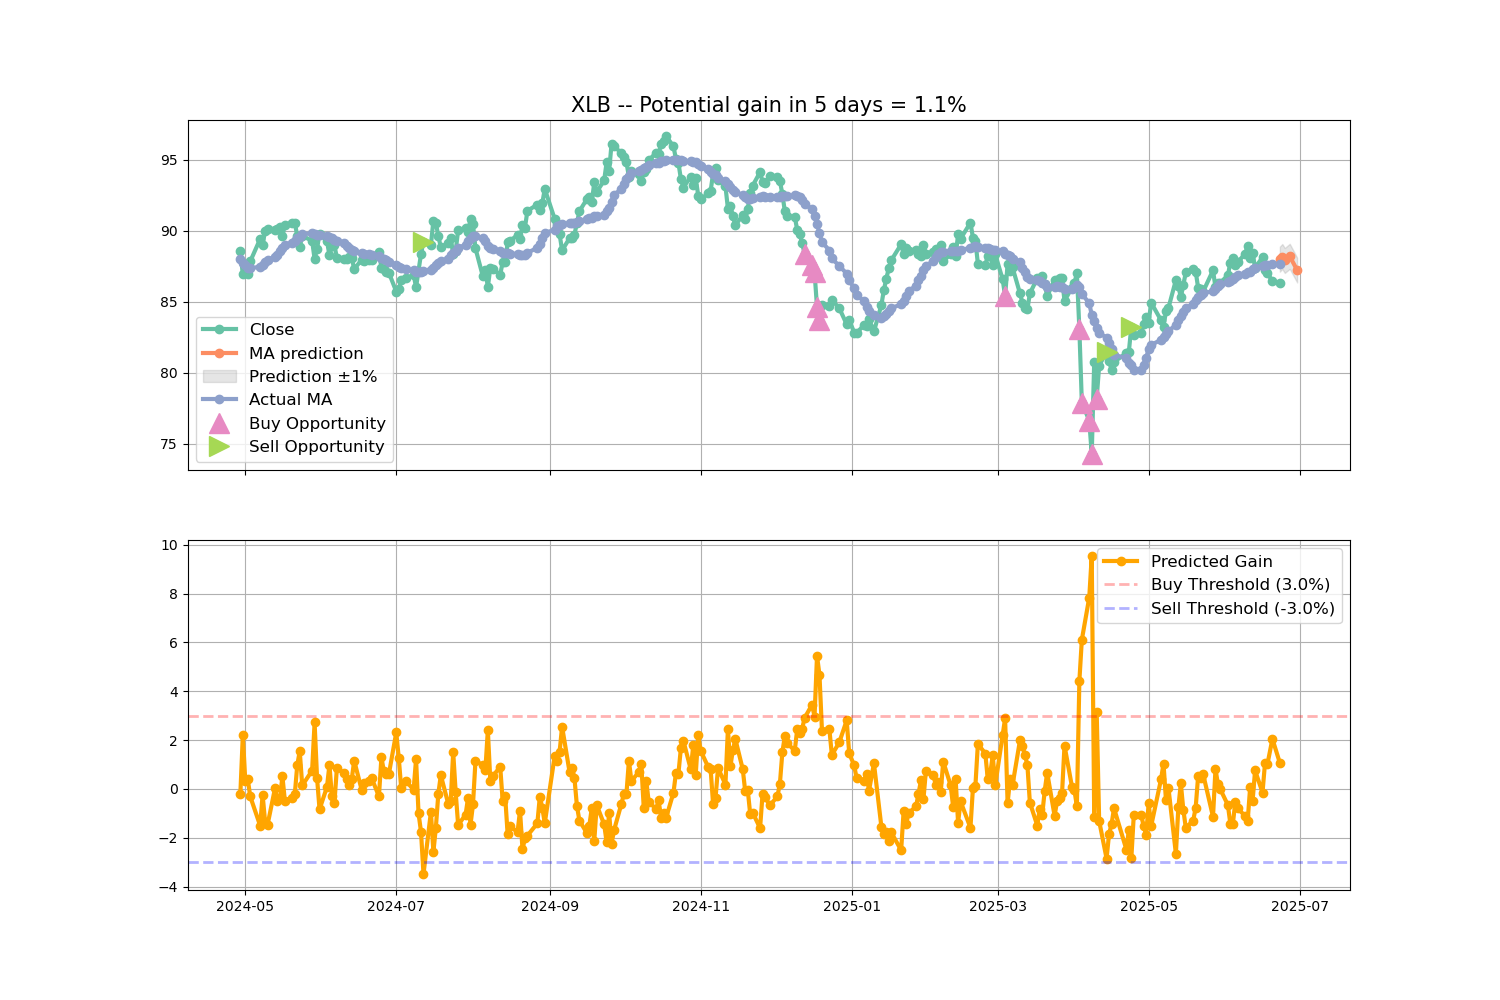 XLB -- Potential gain in 5 days = 1.1%
95
90
85
80
75
Close
MA prediction
Prediction ±1%
Actual MA
Buy Opportunity
Sell Opportunity
10
8
6
4
2
0
−2
−4
Predicted Gain
Buy Threshold (3.0%)
Sell Threshold (-3.0%)
2024-05
2024-07
2024-09
2024-11
2025-01
2025-03
2025-05
2025-07